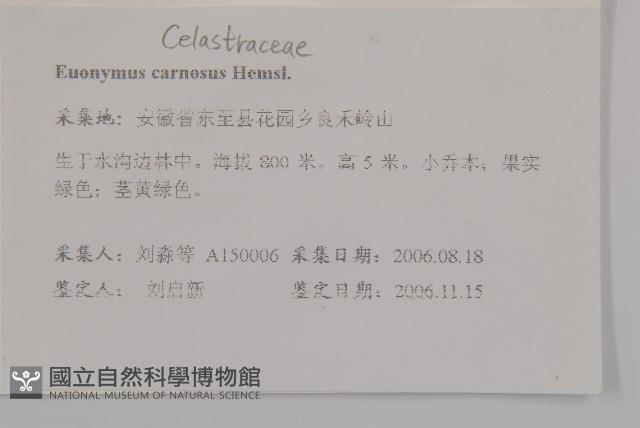 Celastraceae
Euonymus carnosus Hemsl.
采集地：安徽省东至县花园乡良禾岭山
生于水沟边林中。海拔 800 米。高 5 米。小乔木；果实
绿色；茎黄绿色。
采集人：刘淼等 A150006 采集日期：2006.08.18
鉴定人：刘启新 鉴定日期：2006.11.15
國立自然科學博物館
NATIONAL MUSEUM OF NATURAL SCIENCE